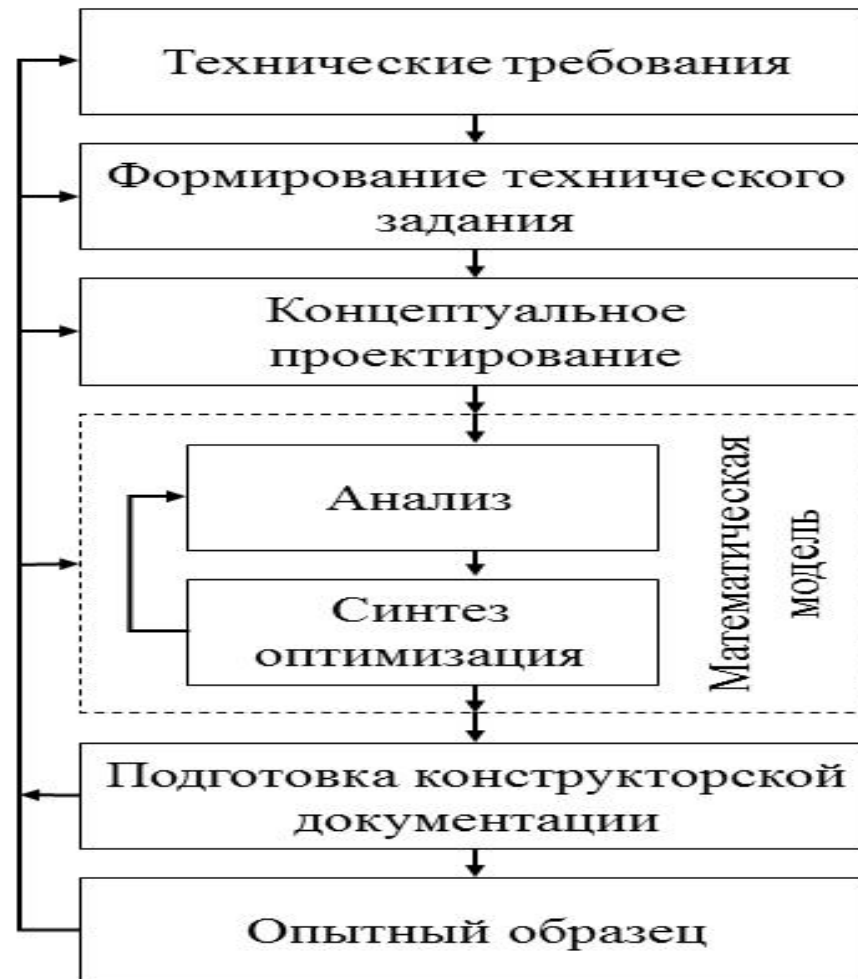 Технические требования
Формирование технического
задания
Концептуальное
проектирование
Анализ
Синтез
оптимизация
Математическая
модель
Подготовка конструкторской
документации
Опытный образец